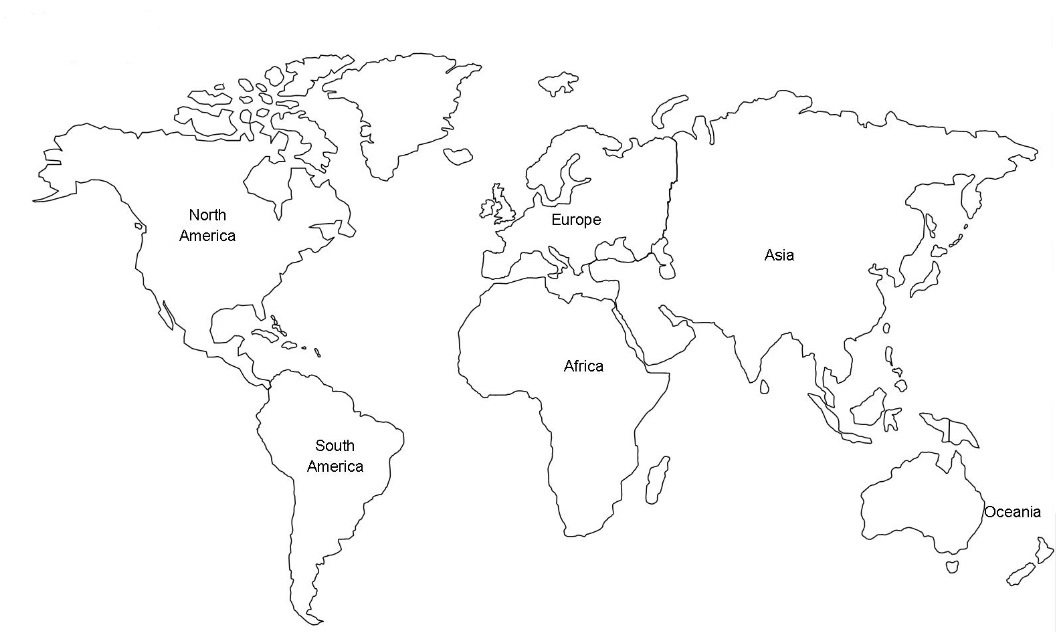 North
America
Europe
Asia
Africa
South
America
Oceania